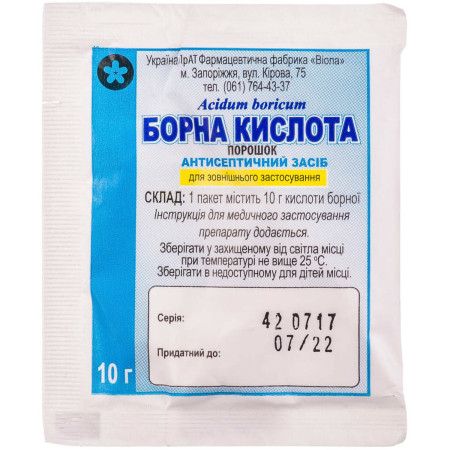 Україна ПрАТ Фармацевтична фабрика «Віола»
м. Запоріжжя, вул. Кірова, 75
тел. (061) 764-43-37
Acidum boricum
БОРНА КИСЛОТА
ПОРОШОК
АНТИСЕПТИЧНИЙ ЗАСІБ
для зовнішнього застосування
СКЛАД: 1 пакет містить 10 г кислоти борної
Інструкція для медичного застосування
препарату додається.
Зберігати у захищеному від світла місці
при температурі не вище 25 °С.
Зберігати в недоступному для дітей місці.
Серія: 420717
Придатний до: 07/22
10 г